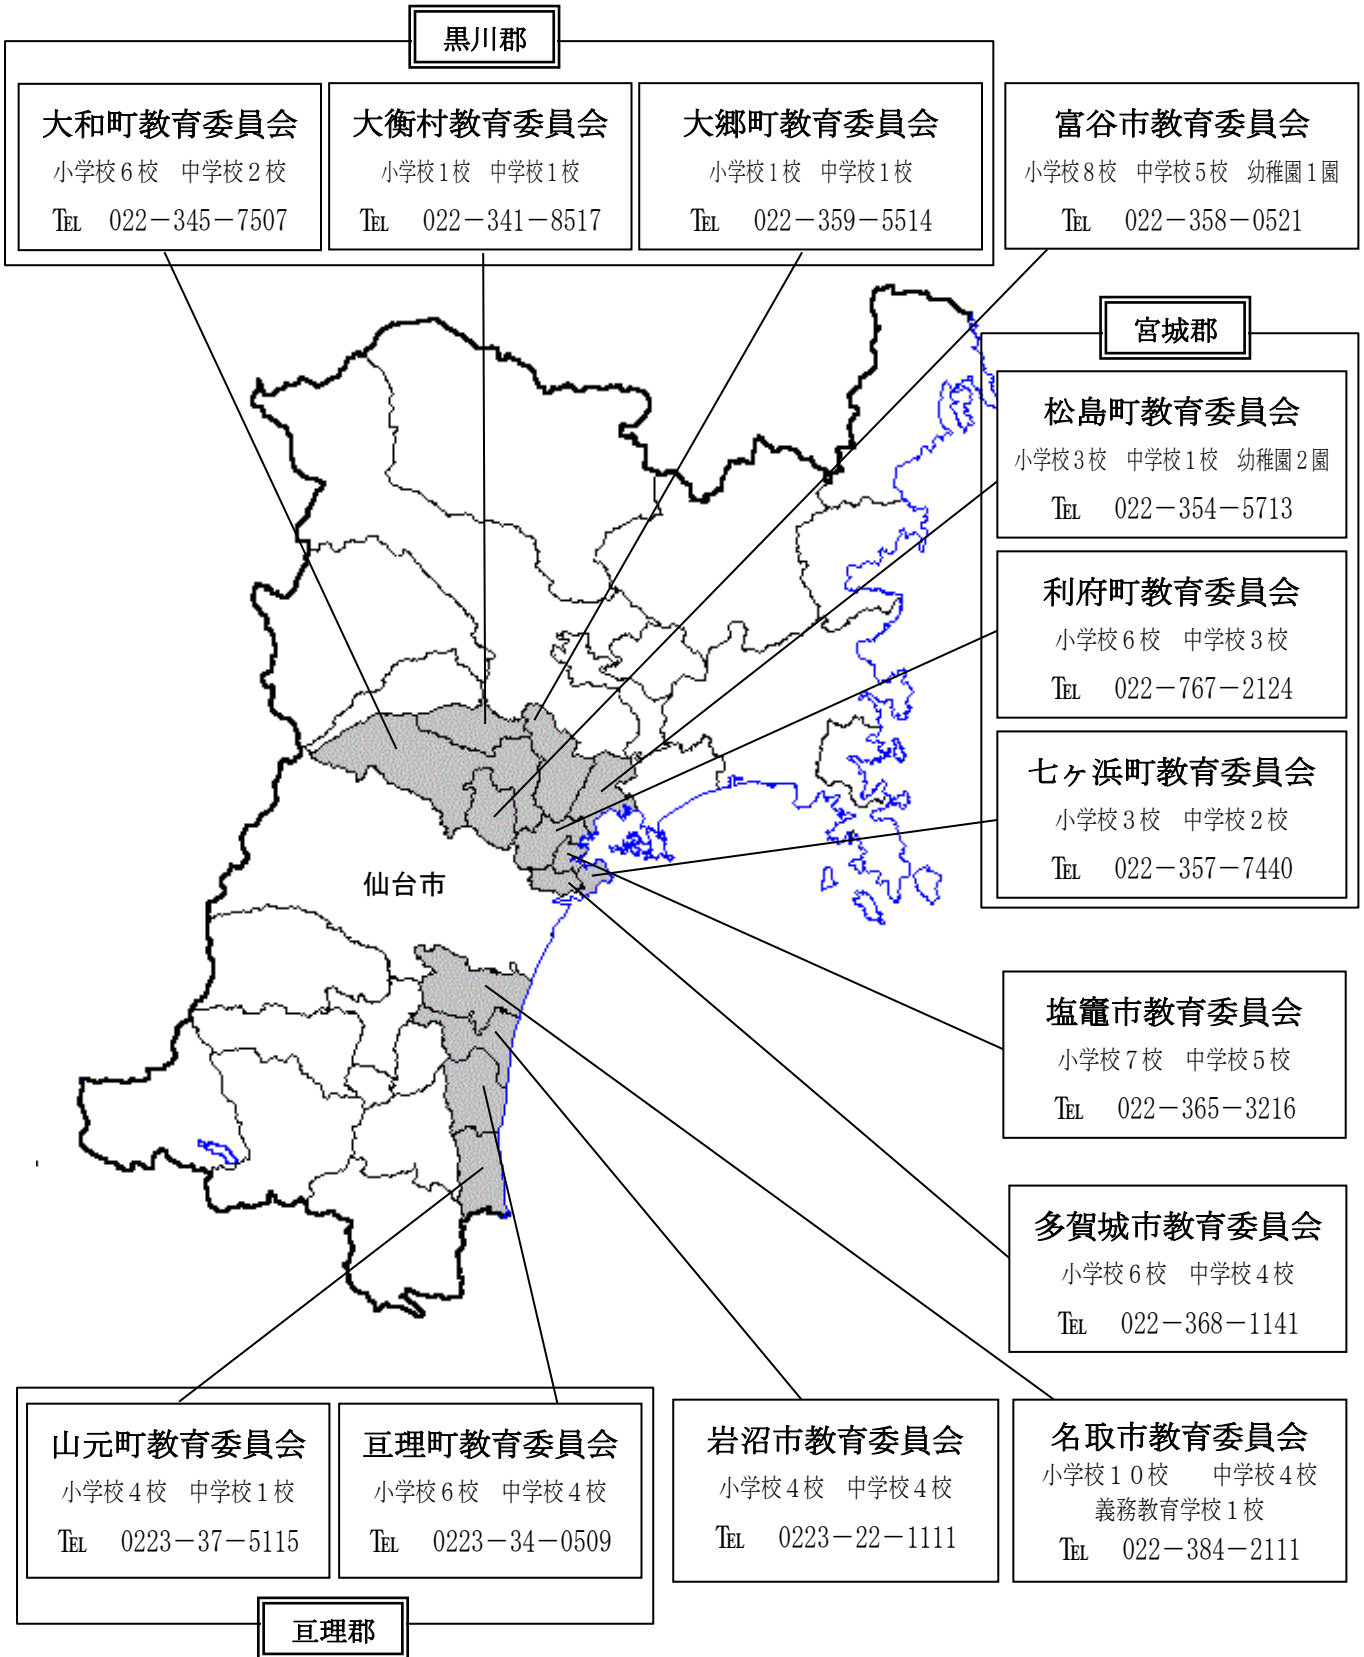 黒川郡
大和町教育委員会
小学校6校　中学校2校
℡　022－345－7507
大衡村教育委員会
小学校1校　中学校1校
℡　022－341－8517
大郷町教育委員会
小学校1校　中学校1校
℡　022－359－5514
富谷市教育委員会
小学校8校　中学校5校　幼稚園1園
℡　022－358－0521
宮城郡
松島町教育委員会
小学校3校　中学校1校　幼稚園2園
℡　022－354－5713
利府町教育委員会
小学校6校　中学校3校
℡　022－767－2124
七ヶ浜町教育委員会
小学校3校　中学校2校
℡　022－357－7440
仙台市
塩竈市教育委員会
小学校7校　中学校5校
℡　022－365－3216
多賀城市教育委員会
小学校6校　中学校4校
℡　022－368－1141
山元町教育委員会
小学校4校　中学校1校
℡　0223－37－5115
亘理町教育委員会
小学校6校　中学校4校
℡　0223－34－0509
亘理郡
岩沼市教育委員会
小学校4校　中学校4校
℡　0223－22－1111
名取市教育委員会
小学校10校　中学校4校
義務教育学校1校
℡　022－384－2111